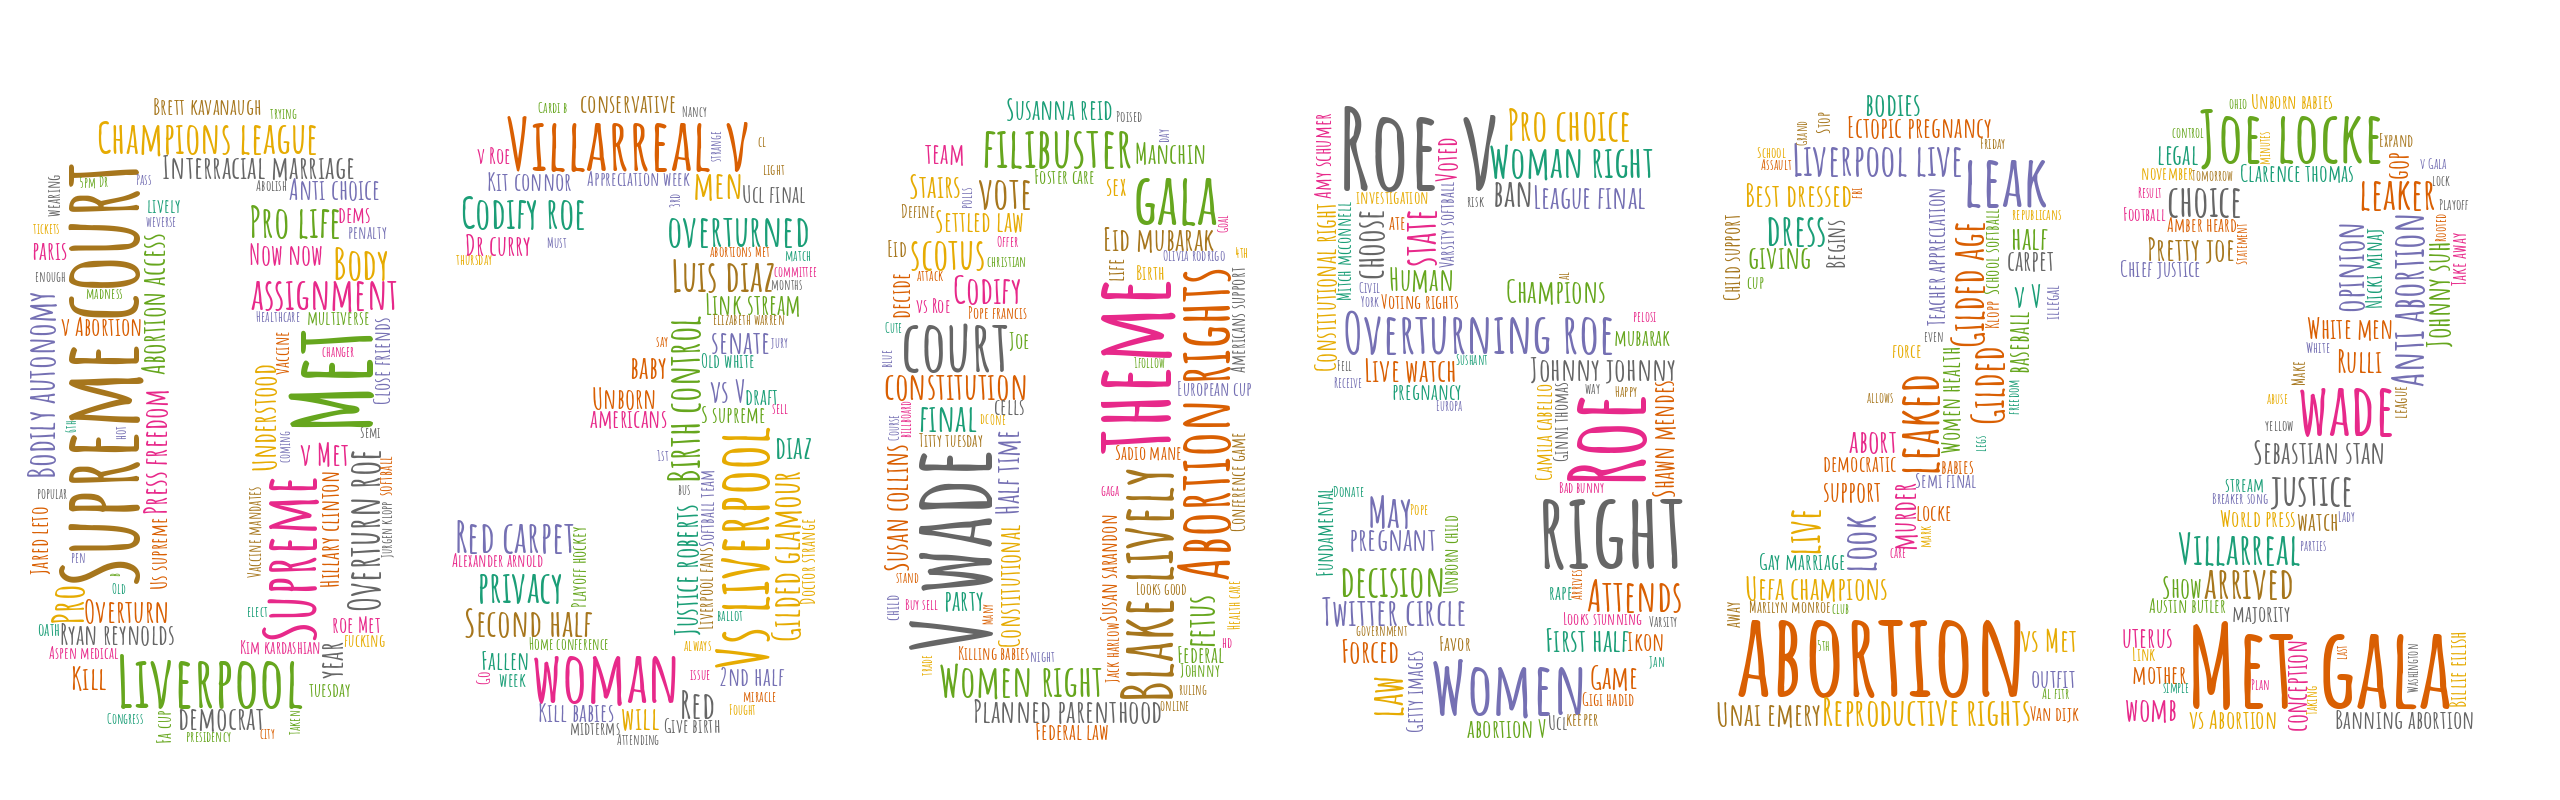 Brett Kavanaugh
trying
Champions League
Interracial marriage
5pm dr
pass
abolish
Anti choice
wearing
Supreme Court
lively
weverse
Pro life
dems
penalty
tickets
Paris
Now now
Body
enough
madness
Abortion access
assignment
healthcare
multiverse
v Abortion
Bodily autonomy
vaccine
changer
Met
close friends
Understood
6th
hot
coming
semi
v Met
Press freedom
popular
Supreme
Hillary Clinton
Overturn Roe
softball
Jurgen Klopp
Vaccine mandates
Jared Leto
pen
Us supreme
Pro
old
Overturn
elect
Roe Met
oath
Ryan Reynolds
Aspen medical
Kim Kardashian
fucking
year
Kill
Liverpool
Tuesday
Congress
FA Cup
Democrat
presidency
city
taken
Cardi B
conservative
Nancy
Villarreal v
strange
CL
v Roe
light
Kit Connor
Appreciation week
men
Ucl final
3rd
Codify Roe
overturned
Dr Curry
must
Thursday
abortions met
match
Luis Diaz
committee
months
Link stream
Elizabeth Warren
say
senate
jury
Old white
baby
Birth control
vs V
draft
Unborn
Americans
S supreme
sell
1st
Diaz
bus
vs Liverpool
softball team
Red carpet
Alexander Arnold
playoff hockey
Justice Roberts
Liverpool fans
Gilded glamour
Doctor Strange
privacy
Second half
ballot
home conference
always
Fallen
week
Go
woman
issue
2nd half
miracle
fought
Kill babies
will
Red
Give birth
midterms
attending
Susanna Reid
poised
filibuster
day
team
Manchin
foster care
Stairs
polls
vote
sex
Gala
Define
Settled law
goal
offer
Eid
scotus
Christian
Eid Mubarak
Olivia Rodrigo
4th
attack
life
Birth
decide
Codify
vs Roe
Pope Francis
cute
Court
Joe
Theme
Abortion rights
Americans support
blue
1follow
constitution
European Cup
billboard
course
final
cells
dcone
Titty Tuesday
Half time
Sadio Mane
Susan Collins
v Wade
Conference game
gaga
Blake Lively
stand
Constitutional
Susan Sarandon
looks good
child
Buy sell
party
many
fetus
health care
Killing babies
night
HD
Federal
Johnny
trade
Women right
Jack Harlow
ruling
online
Planned Parenthood
Federal law
Amy Schumer
Roe v
Pro choice
voted
Woman right
investigation
risk
ban
League final
Constitutional right
Mitch McConnell
choose
ate
state
varsity softball
Human
civil
York
Voting rights
al
Champions
Overturning Roe
Pelosi
Mubarak
fell
Receive
Live watch
Sushant
pregnancy
Europa
Johnny Johnny
way
happy
Camila Cabello
Ginni Thomas
Roe
Shawn Mendes
Bad Bunny
Fundamental
Donate
May
pope
pregnant
Unborn child
Right
decision
rape
arrives
Attends
Twitter circle
looks stunning
varsity
government
Forced
favor
First half
ikon
Jan
law
Getty Images
Women
Game
Gigi Hadid
abortion v
Ucl
keeper
bodies
grand
stop
Ectopic pregnancy
Friday
school
assault
Liverpool live
Leak
Best dressed
FBI
Teacher appreciation
Republicans
Child support
dress
begins
giving
cup
school softball
Gilded Age
half
carpet
v V
illegal
Klopp
even
force
Women health
Gilded
baseball
freedom
allows
Leaked
abort
legs
democratic
babies
Semi final
support
live
look
murder
Locke
mark
care
Gay marriage
Uefa Champions
Marilyn Monroe
club
away
Abortion
5th
vs Met
outfit
al fitr
Unai Emery
Reproductive rights
Van Dijk
Ohio
Unborn babies
control
Joe Locke
expand
minutes
legal
GOP
v Gala
November
tomorrow
Clarence Thomas
lock
result
choice
leaker
playoff
Football
Amber Heard
rooted
Pretty Joe
statement
Chief Justice
opinion
Nicki Minaj
Anti abortion
Johnny Suh
take away
White men
white
Rulli
make
abuse
Wade
league
yellow
Sebastian Stan
stream
Breaker song
Justice
World press
watch
lady
Villarreal
parties
show
arrived
Austin Butler
majority
uterus
link
mother
simple
womb
vs Abortion
conception
taking
Met Gala
plan
last
Washington
Billie Eilish
Banning abortion